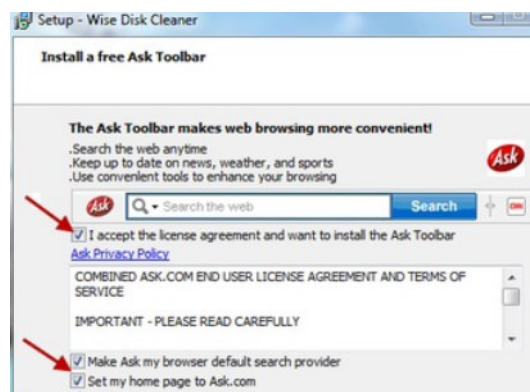 Setup - Wise Disk Cleaner
Install a free Ask Toolbar
The Ask Toolbar makes web browsing more convenient!
.Search the web anytime
.Keep up to date on news, weather, and sports
.Use convenient tools to enhance your browsing
Ask
Ask Search the web Search
I accept the license agreement and want to install the Ask Toolbar
Ask Privacy Policy
COMBINED ASK.COM END USER LICENSE AGREEMENT AND TERMS OF
SERVICE
IMPORTANT - PLEASE READ CAREFULLY
Make Ask my browser default search provider
Set my home page to Ask.com